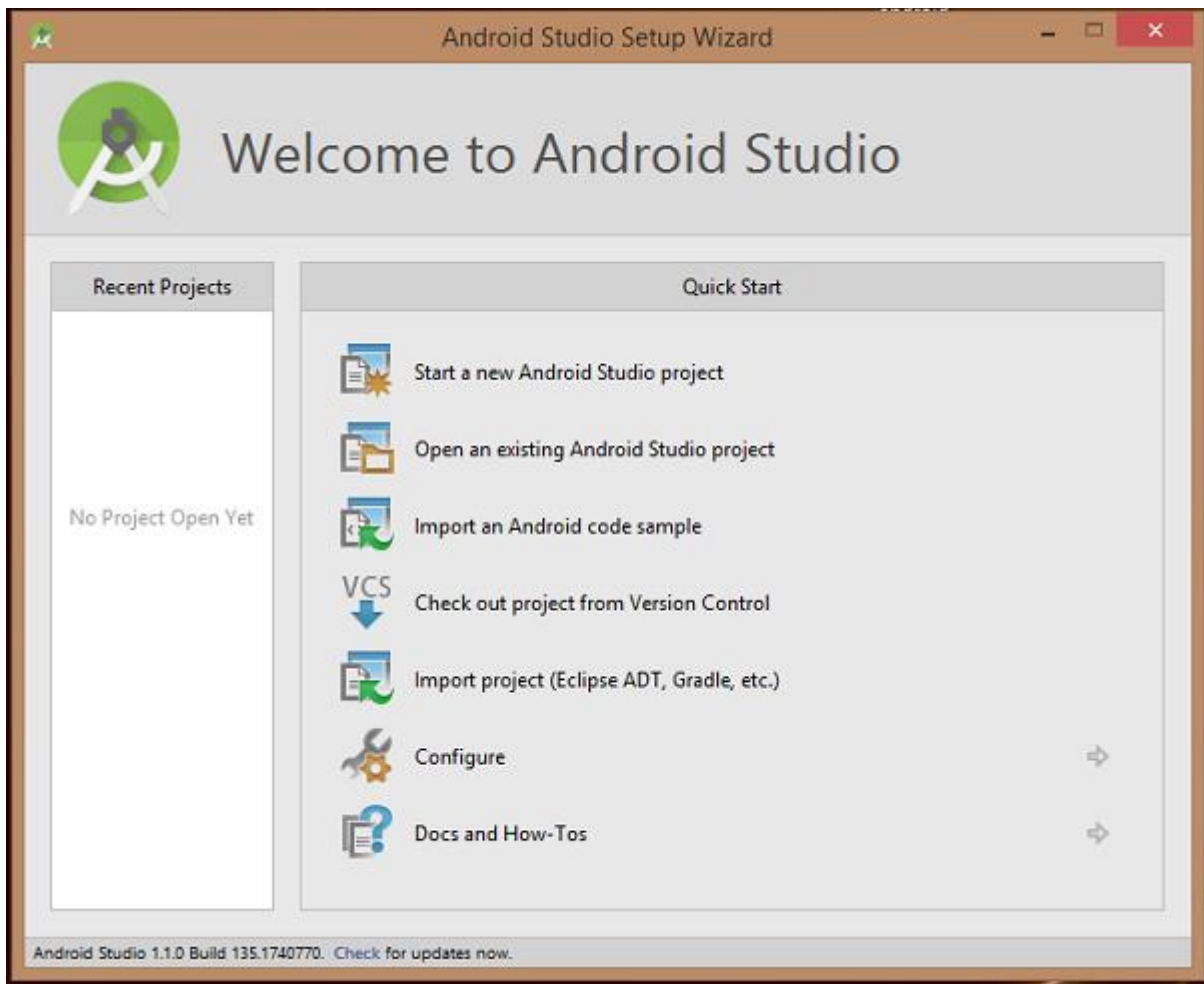 Android Studio Setup Wizard
Welcome to Android Studio
Recent Projects
No Project Open Yet
Quick Start
Start a new Android Studio project
Open an existing Android Studio project
Import an Android code sample
VCS
Check out project from Version Control
Import project (Eclipse ADT, Gradle, etc.)
Configure
Docs and How-Tos
Android Studio 1.1.0 Build 135.1740770. Check for updates now.